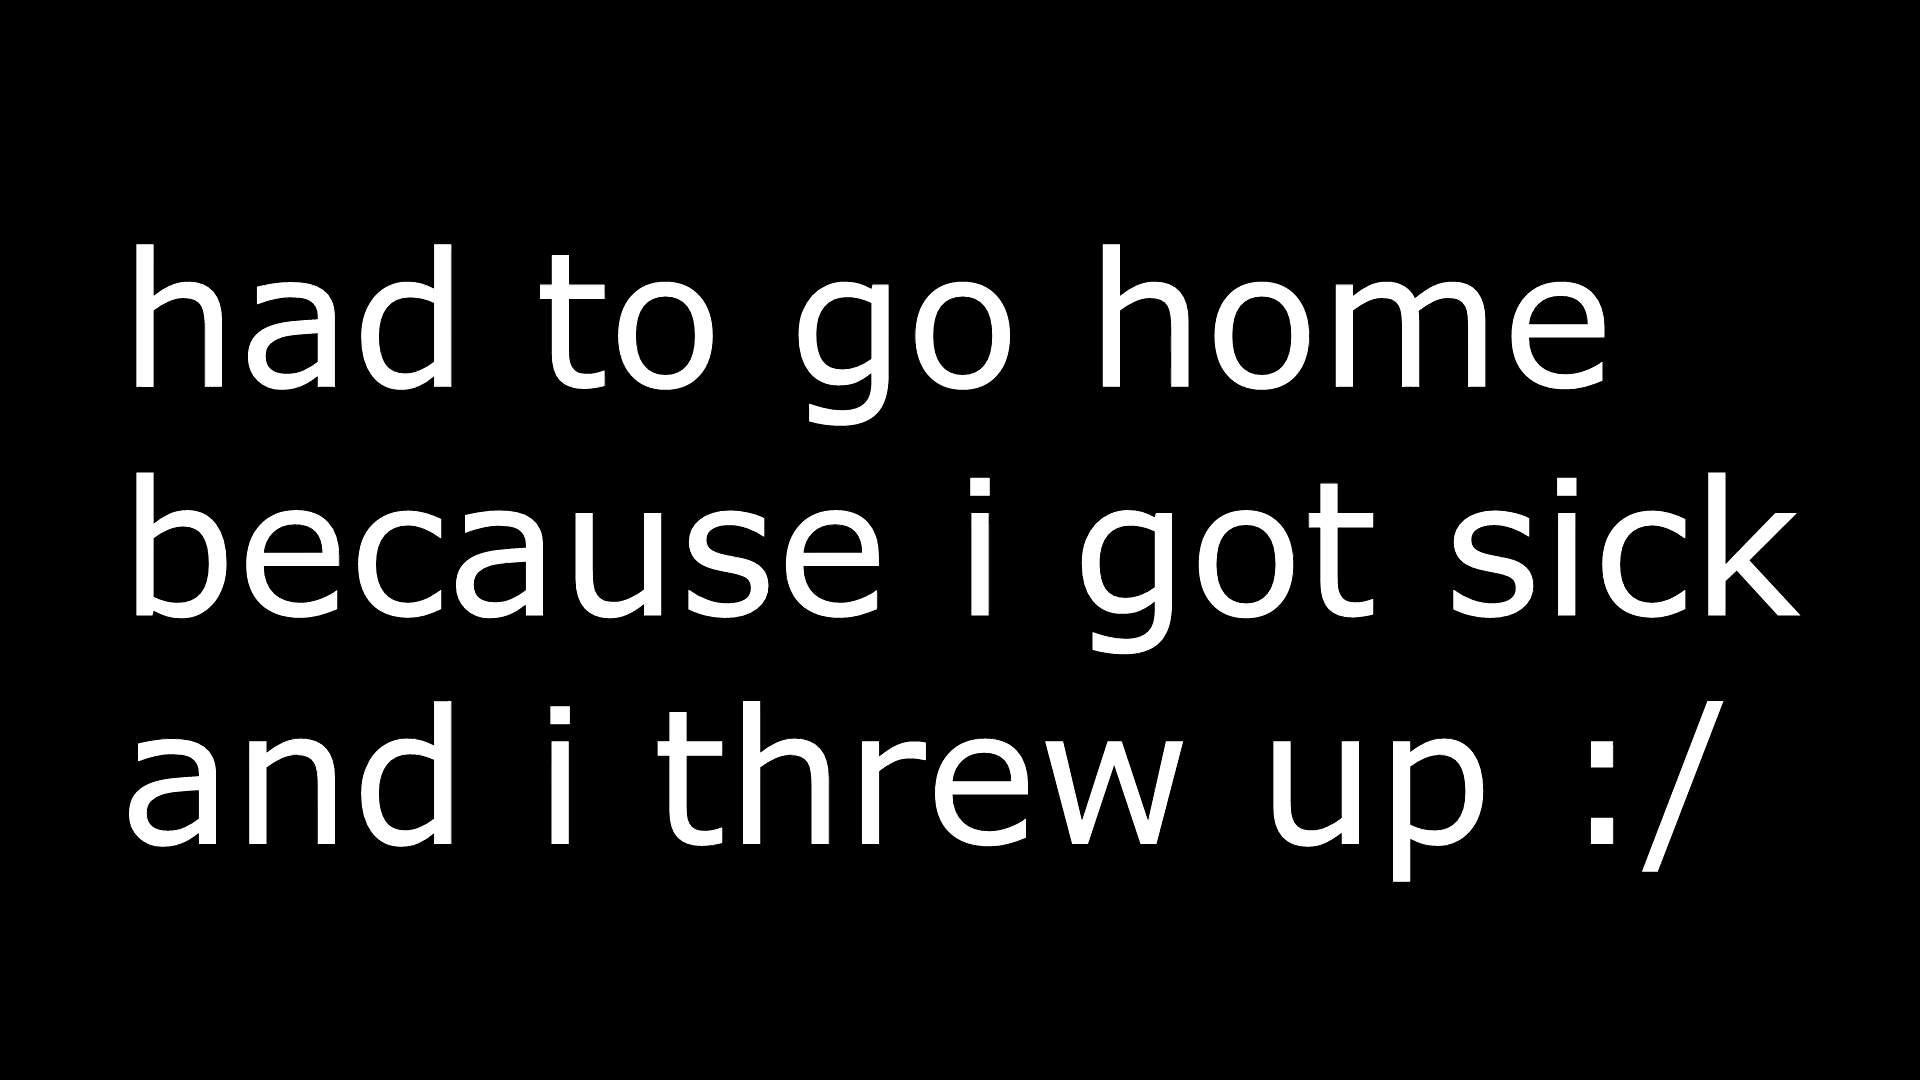 had to go home
because i got sick
and i threw up :/